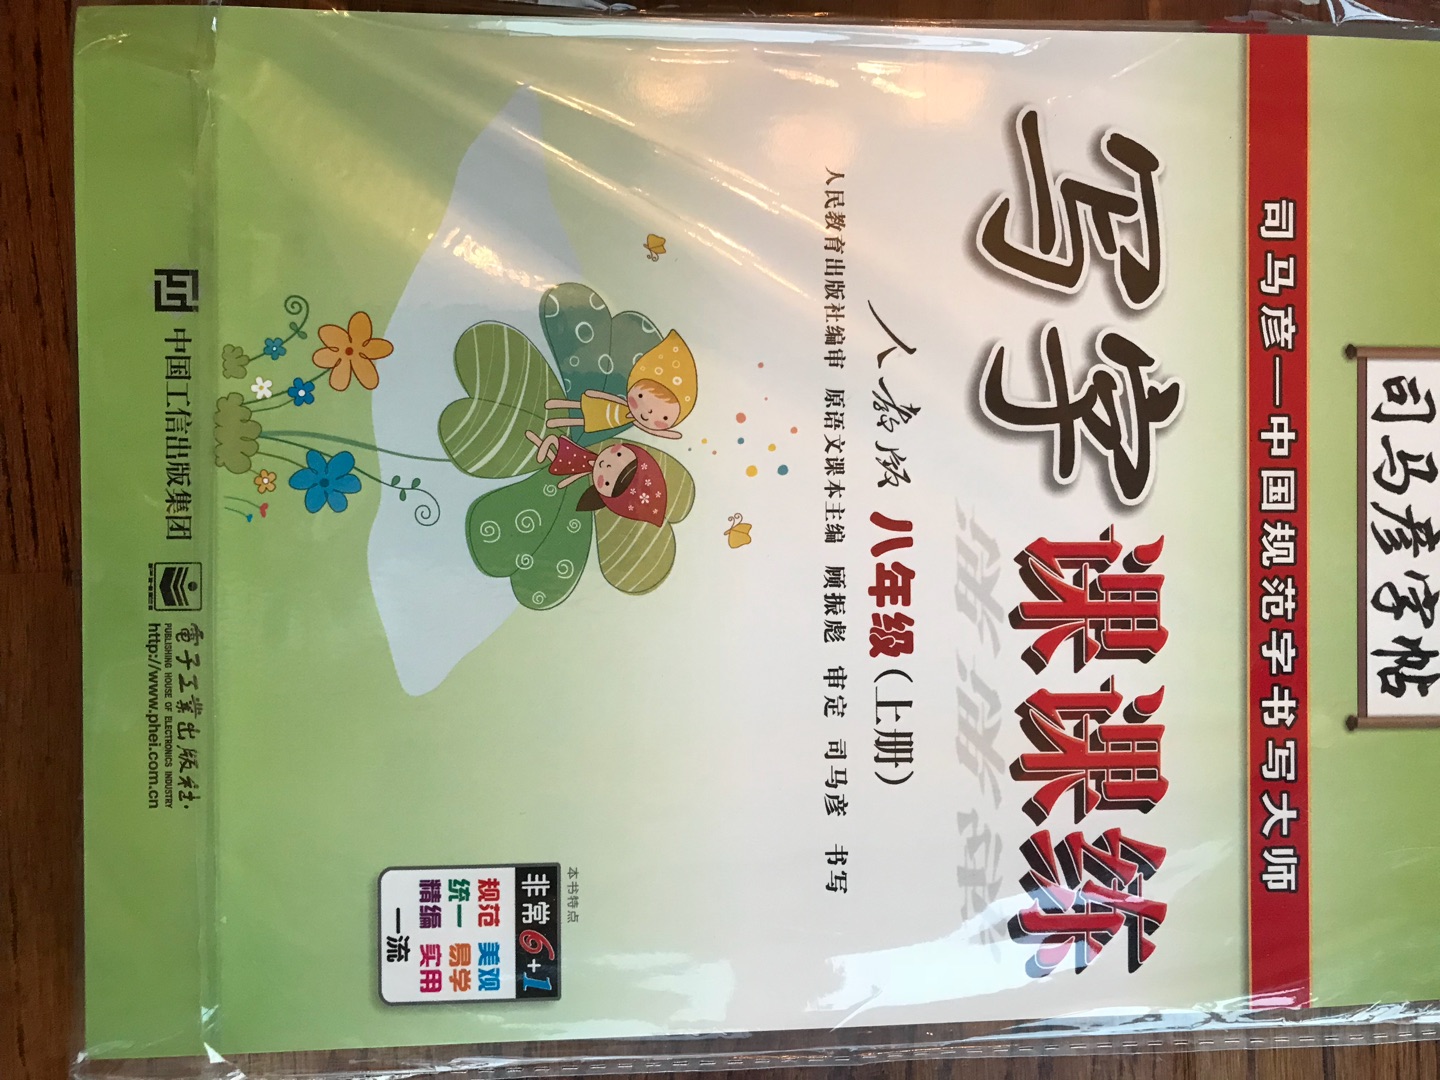 司马彦字帖
司马彦—中国规范字书写大师
写字课课练
人教版 八年级(上册)
人民教育出版社编审 原语文课本主编 顾振彪 审定 司马彦 书写
本书特点
非常6+1
规范 美观
统一 易学
精编 实用
一流
中国工信出版集团
電子工業出版社
PUBLISHING HOUSE OF ELECTRONICS INDUSTRY
http://www.phei.com.cn